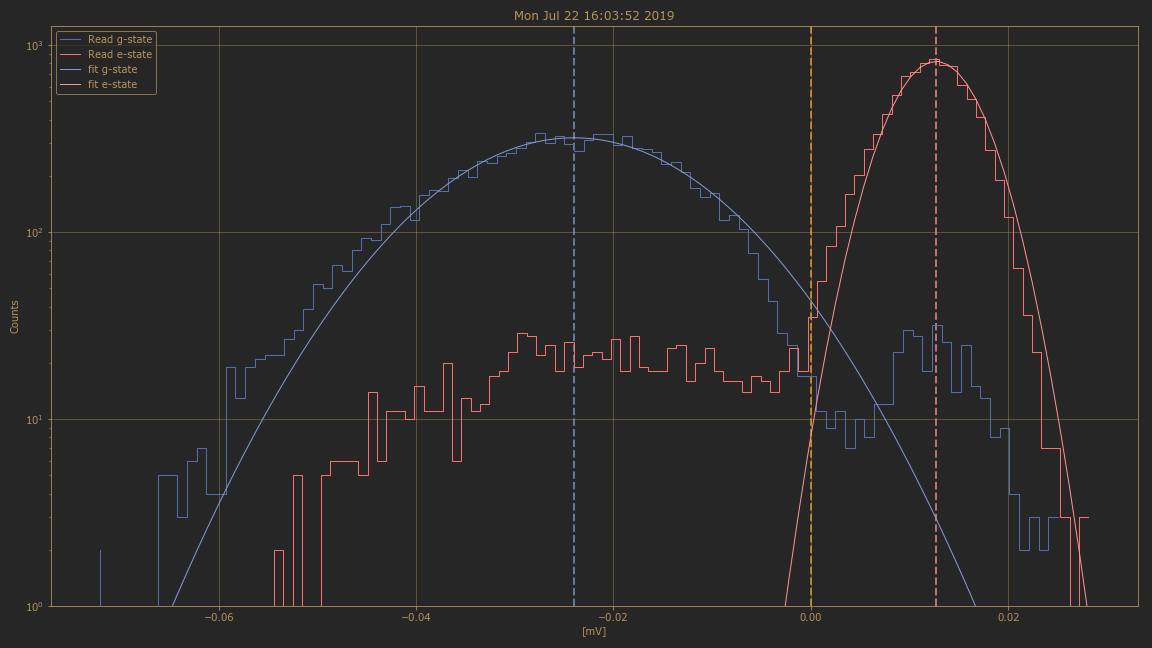 Mon Jul 22 16:03:52 2019
Read g-state
Read e-state
fit g-state
fit e-state
Counts
10³
10²
10¹
10⁰
−0.06
−0.04
−0.02
0.00
0.02
[mV]